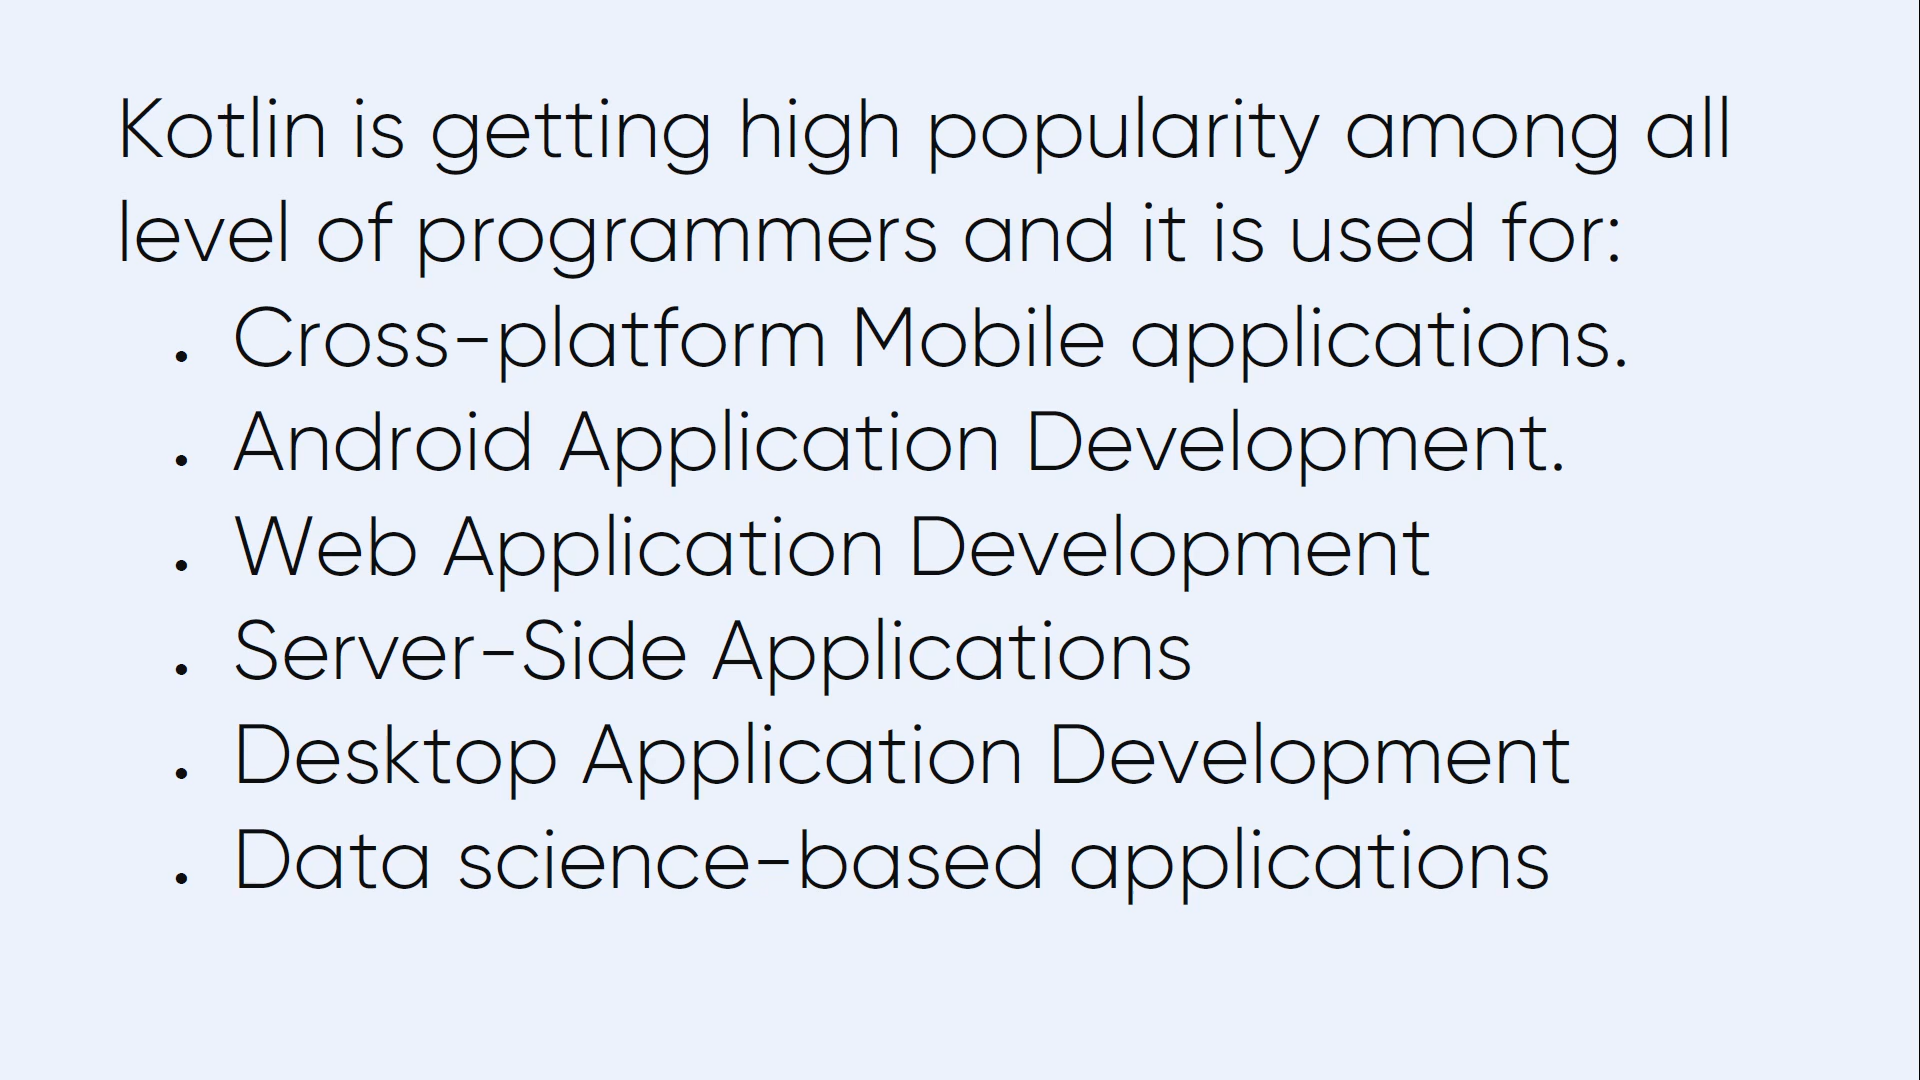 Kotlin is getting high popularity among all
level of programmers and it is used for:
• Cross-platform Mobile applications.
• Android Application Development.
• Web Application Development
• Server-Side Applications
• Desktop Application Development
• Data science-based applications